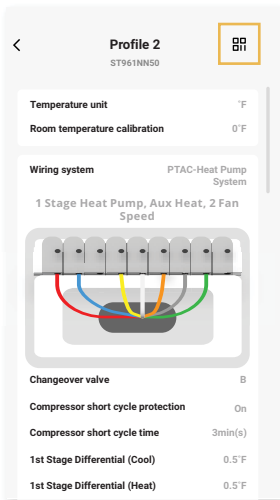 Profile 2
ST961NN50
Temperature unit °F
Room temperature calibration 0°F
Wiring system PTAC-Heat Pump
System
1 Stage Heat Pump, Aux Heat, 2 Fan
Speed
Changeover valve B
Compressor short cycle protection On
Compressor short cycle time 3min(s)
1st Stage Differential (Cool) 0.5°F
1st Stage Differential (Heat) 0.5°F